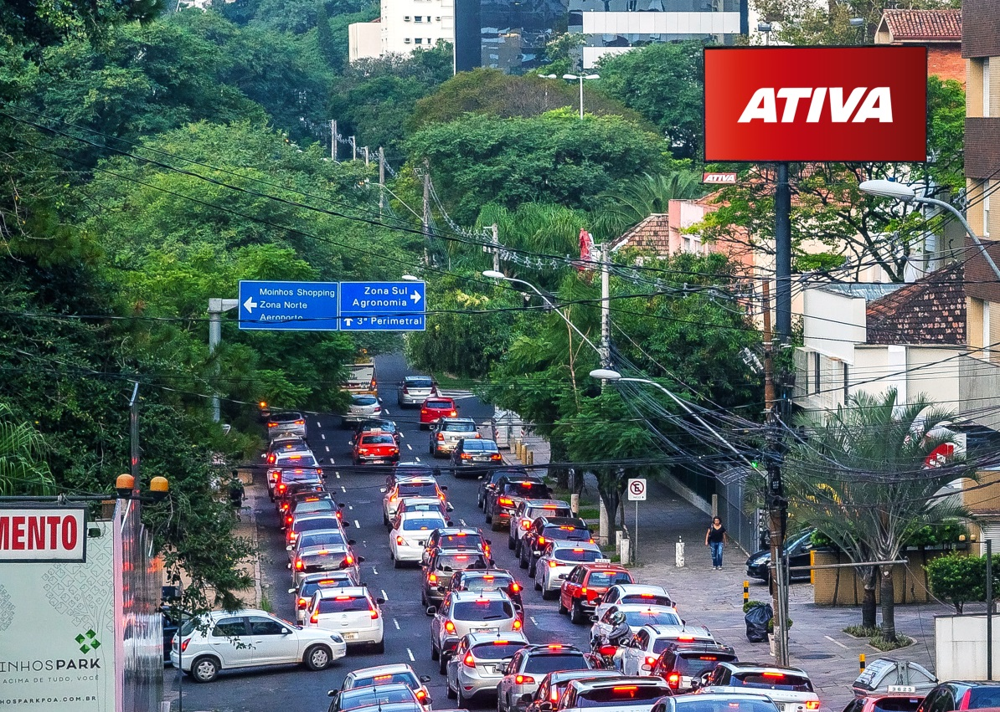 ATIVA
ATIVA
Moinhos Shopping
Zona Norte
Aeroporto
Zona Sul
Agronomia
3ª Perimetral
E
MENTO
INHOSPARK
ACIMA DE TUDO, VOCÊ
HOSPARKPOA.COM.BR
3625